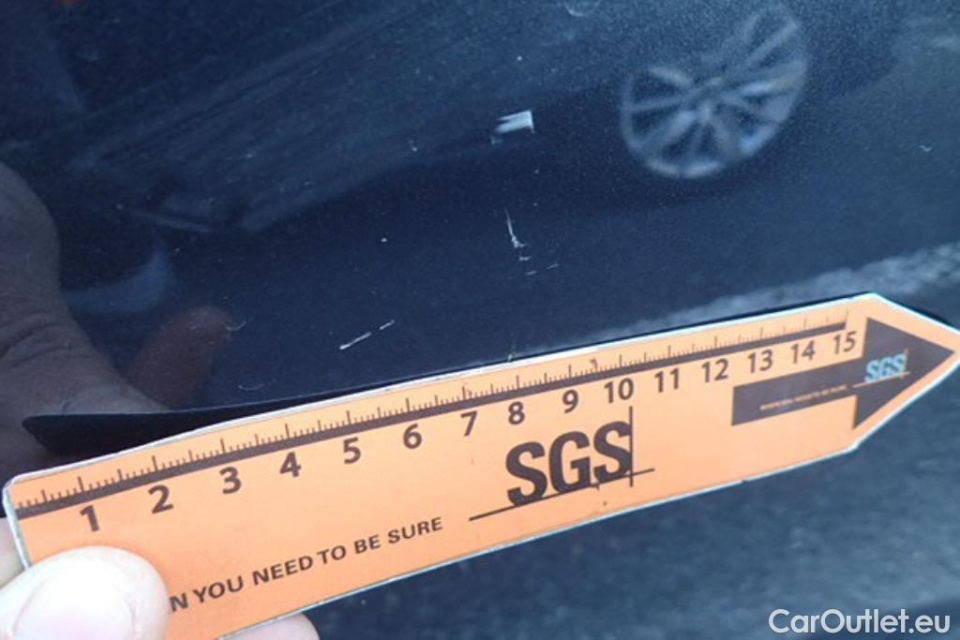 1 2 3 4 5 6 7 8 9 10 11 12 13 14 15
SGS
SGS
N YOU NEED TO BE SURE
CarOutlet.eu